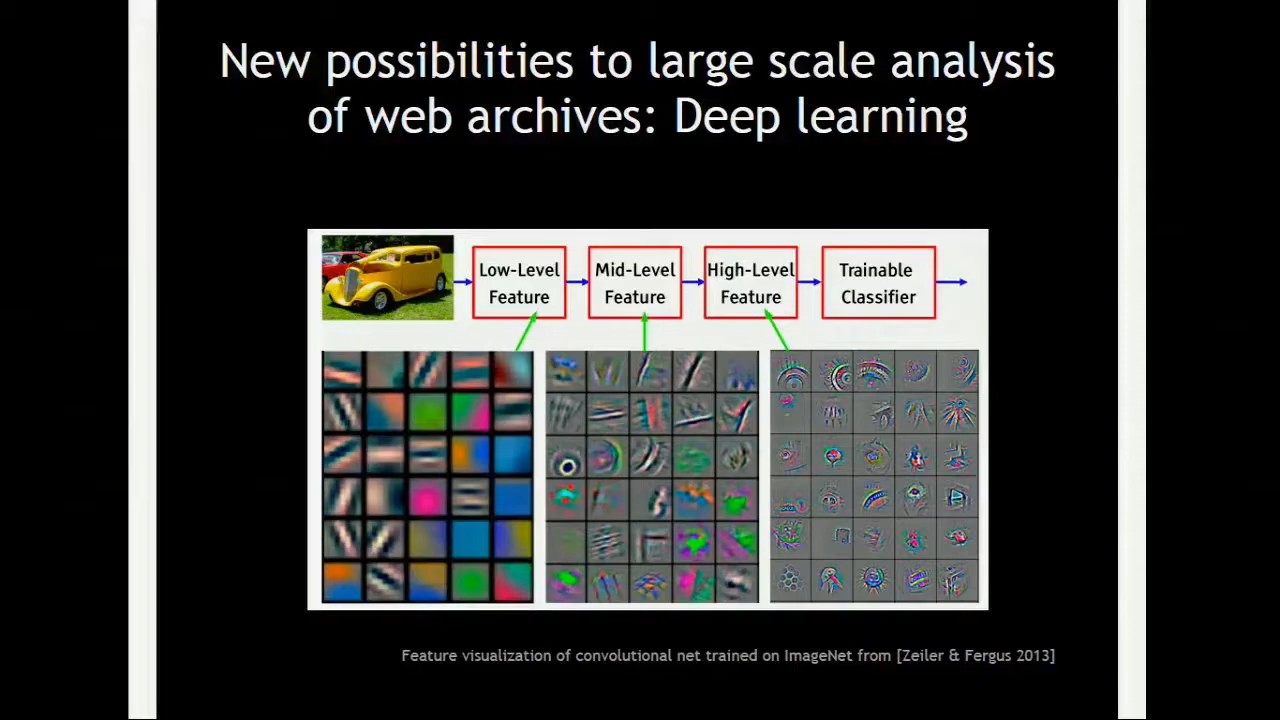 New possibilities to large scale analysis
of web archives: Deep learning
Low-Level
Feature
Mid-Level
Feature
High-Level
Feature
Trainable
Classifier
Feature visualization of convolutional net trained on ImageNet from [Zeiler & Fergus 2013]